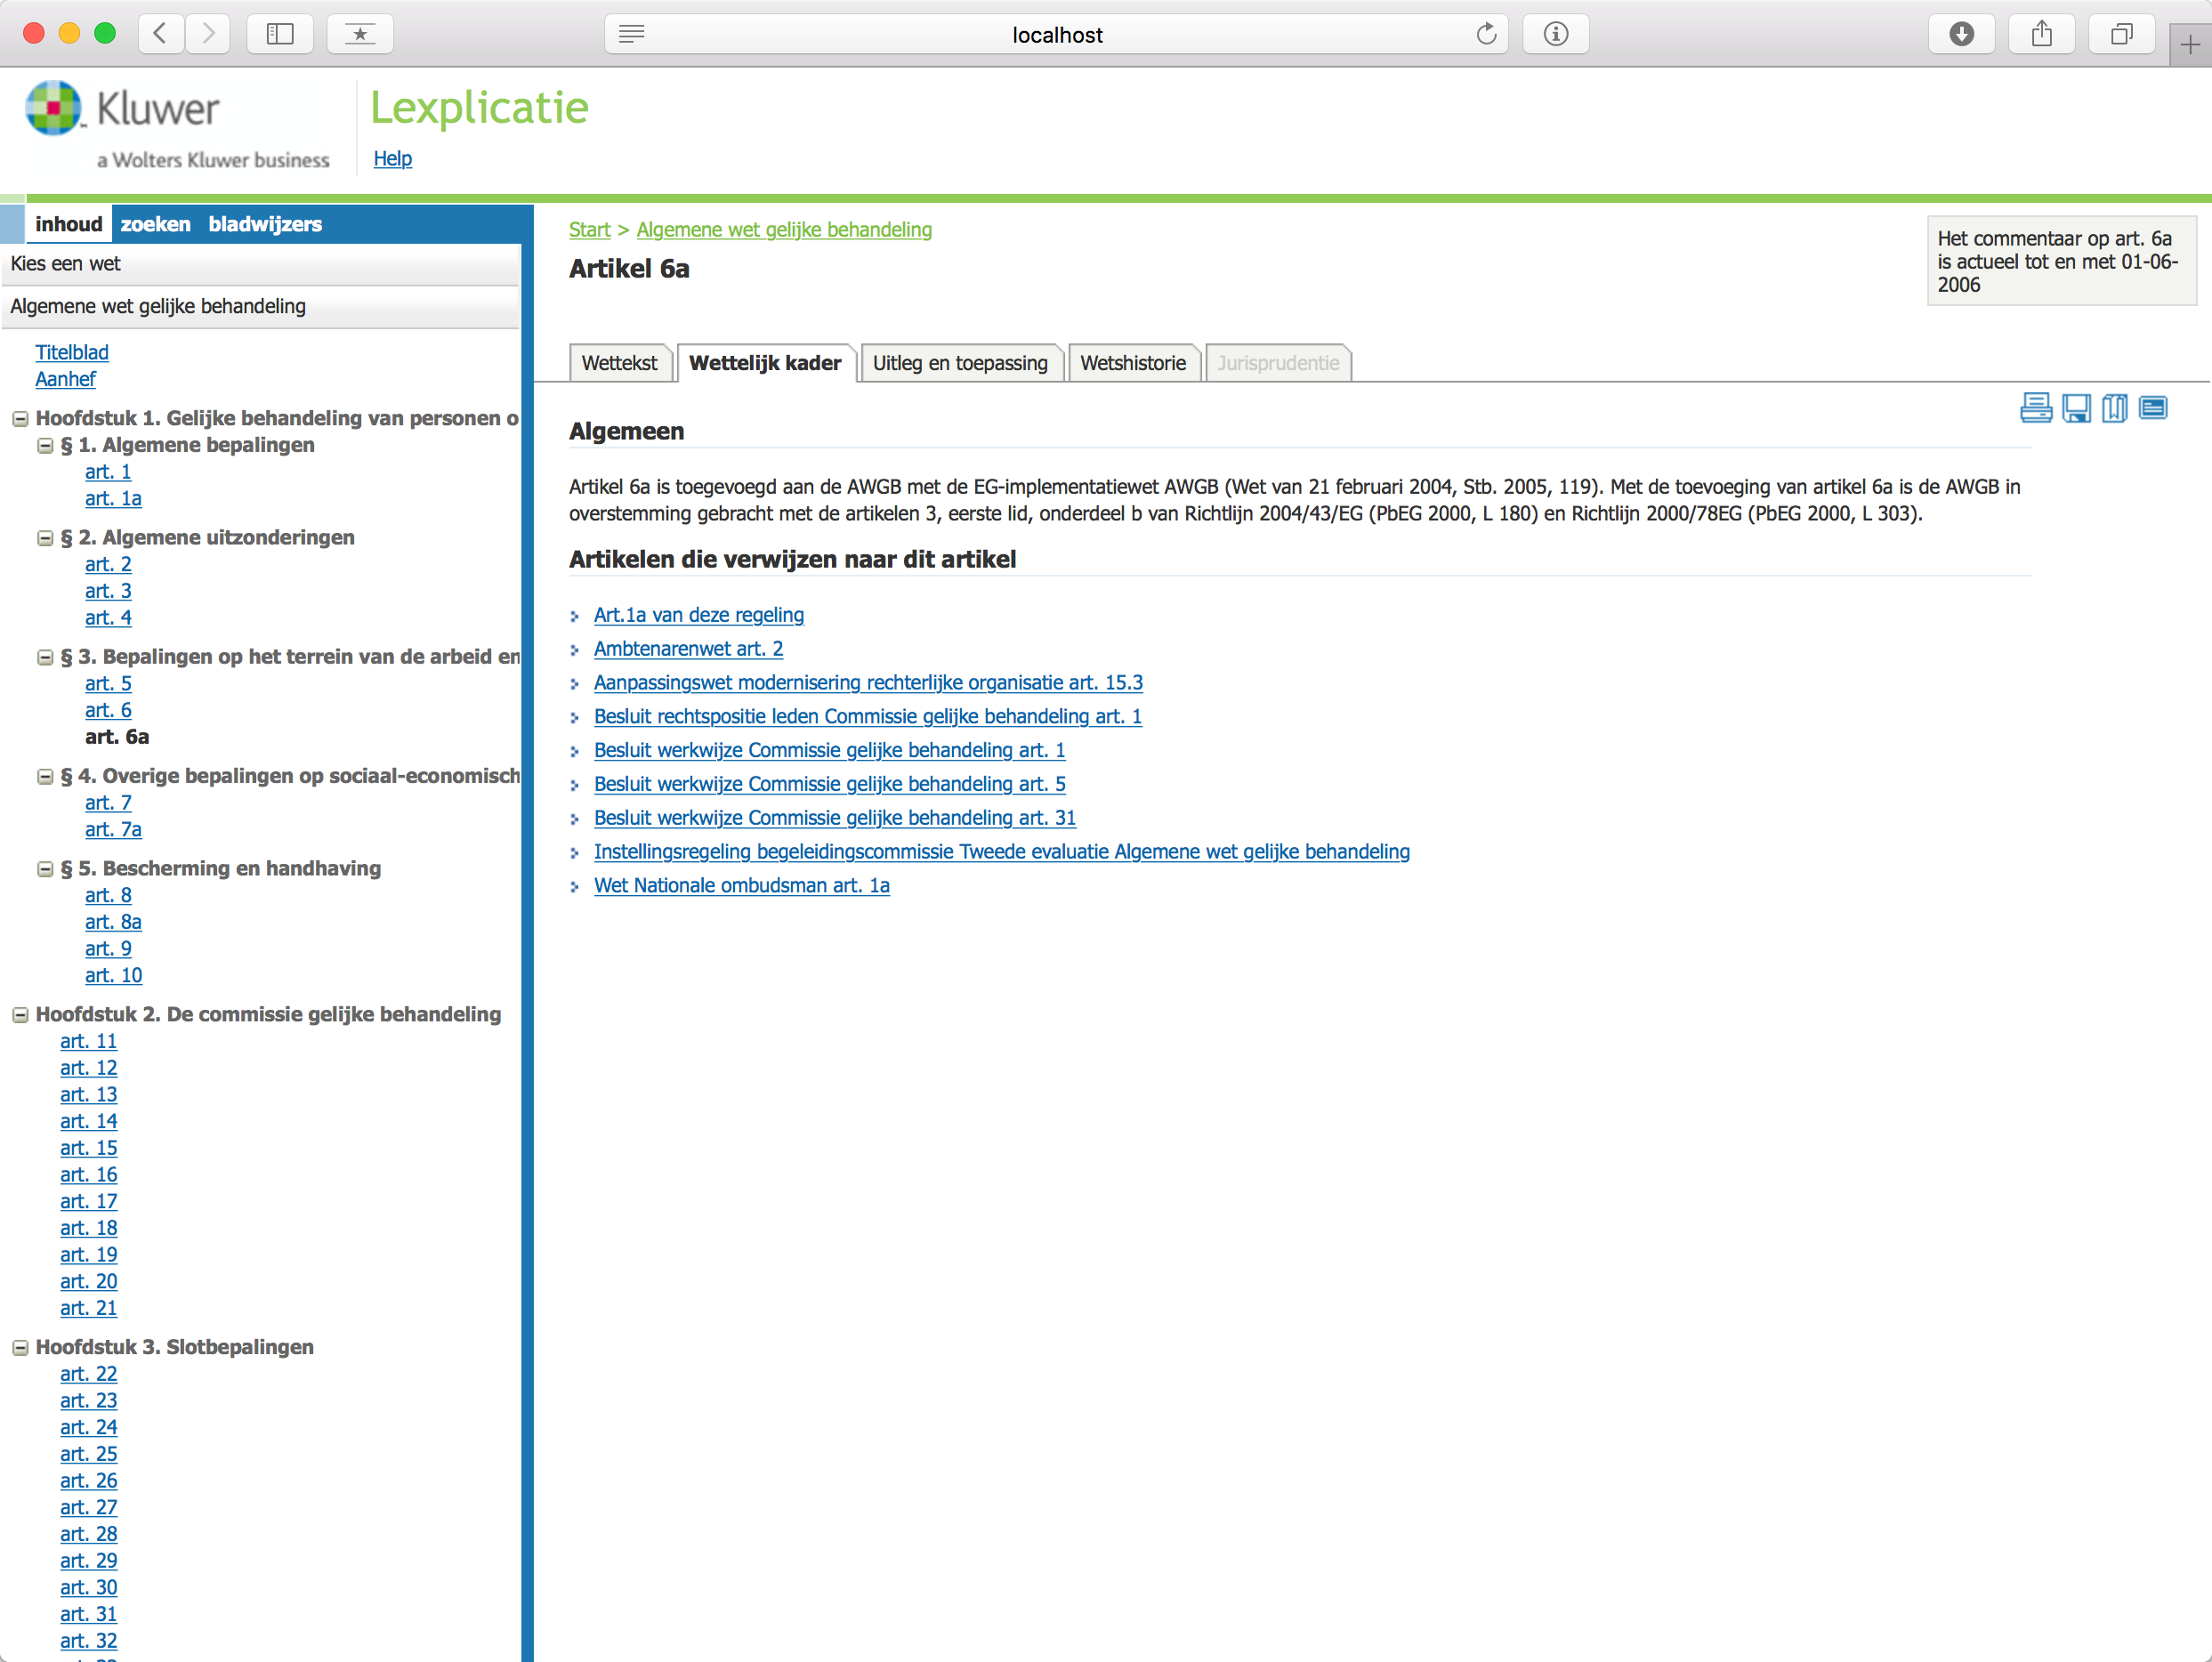 localhost
Kluwer
a Wolters Kluwer business
Lexplicatie
Help
inhoud zoeken bladwijzers
Kies een wet
Algemene wet gelijke behandeling
Titelblad
Aanhef
Hoofdstuk 1. Gelijke behandeling van personen o
§ 1. Algemene bepalingen
art. 1
art. 1a
§ 2. Algemene uitzonderingen
art. 2
art. 3
art. 4
§ 3. Bepalingen op het terrein van de arbeid en
art. 5
art. 6
art. 6a
§ 4. Overige bepalingen op sociaal-economisch
art. 7
art. 7a
§ 5. Bescherming en handhaving
art. 8
art. 8a
art. 9
art. 10
Hoofdstuk 2. De commissie gelijke behandeling
art. 11
art. 12
art. 13
art. 14
art. 15
art. 16
art. 17
art. 18
art. 19
art. 20
art. 21
Hoofdstuk 3. Slotbepalingen
art. 22
art. 23
art. 24
art. 25
art. 26
art. 27
art. 28
art. 29
art. 30
art. 31
art. 32
Start > Algemene wet gelijke behandeling
Artikel 6a
Het commentaar op art. 6a
is actueel tot en met 01-06-
2006
Wettekst Wettelijk kader Uitleg en toepassing Wetshistorie Jurisprudentie
Algemeen
Artikel 6a is toegevoegd aan de AWGB met de EG-implementatiewet AWGB (Wet van 21 februari 2004, Stb. 2005, 119). Met de toevoeging van artikel 6a is de AWGB in
overstemming gebracht met de artikelen 3, eerste lid, onderdeel b van Richtlijn 2004/43/EG (PbEG 2000, L 180) en Richtlijn 2000/78EG (PbEG 2000, L 303).
Artikelen die verwijzen naar dit artikel
Art.1a van deze regeling
Ambtenarenwet art. 2
Aanpassingswet modernisering rechterlijke organisatie art. 15.3
Besluit rechtspositie leden Commissie gelijke behandeling art. 1
Besluit werkwijze Commissie gelijke behandeling art. 1
Besluit werkwijze Commissie gelijke behandeling art. 5
Besluit werkwijze Commissie gelijke behandeling art. 31
Instellingsregeling begeleidingscommissie Tweede evaluatie Algemene wet gelijke behandeling
Wet Nationale ombudsman art. 1a